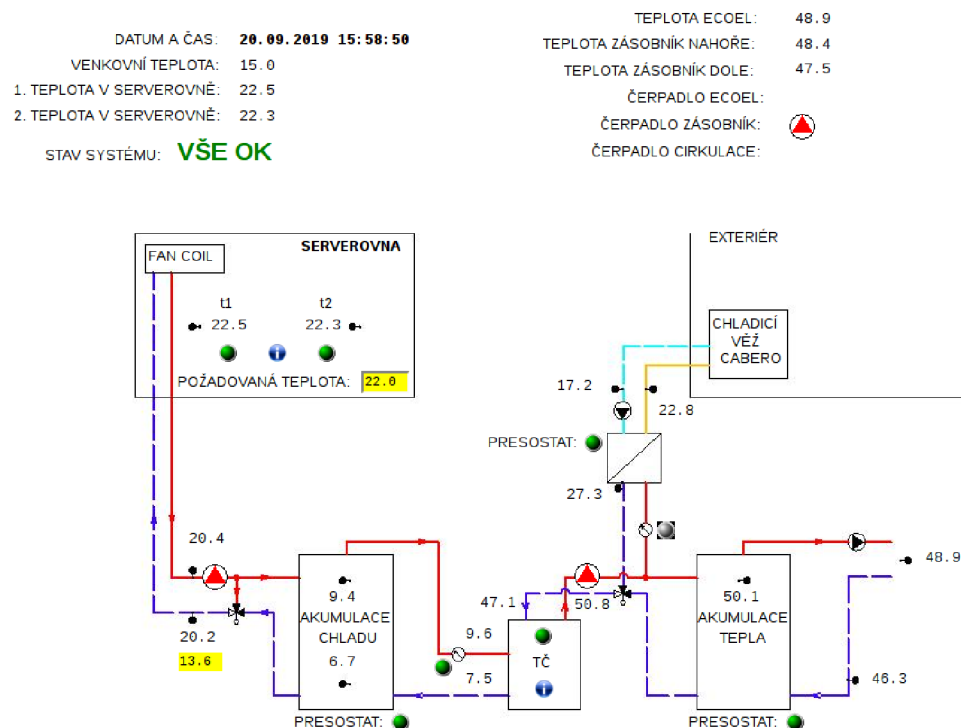 DATUM A ČAS: 20.09.2019 15:58:50
VENKOVNÍ TEPLOTA: 15.0
1. TEPLOTA V SERVEROVNĚ: 22.5
2. TEPLOTA V SERVEROVNĚ: 22.3
STAV SYSTÉMU: VŠE OK
TEPLOTA ECOEL: 48.9
TEPLOTA ZÁSOBNÍK NAHOŘE: 48.4
TEPLOTA ZÁSOBNÍK DOLE: 47.5
ČERPADLO ECOEL:
ČERPADLO ZÁSOBNÍK:
ČERPADLO CIRKULACE:
SERVEROVNA
FAN COIL
t1 t2
22.5 22.3
POŽADOVANÁ TEPLOTA: 22.0
EXTERIÉR
CHLADICÍ
VĚŽ
CABERO
17.2
22.8
PRESOSTAT:
27.3
20.4
20.2
13.6
9.4
AKUMULACE
CHLADU
6.7
PRESOSTAT:
9.6
7.5
47.1
50.8
TČ
50.1
AKUMULACE
TEPLA
PRESOSTAT:
48.9
46.3